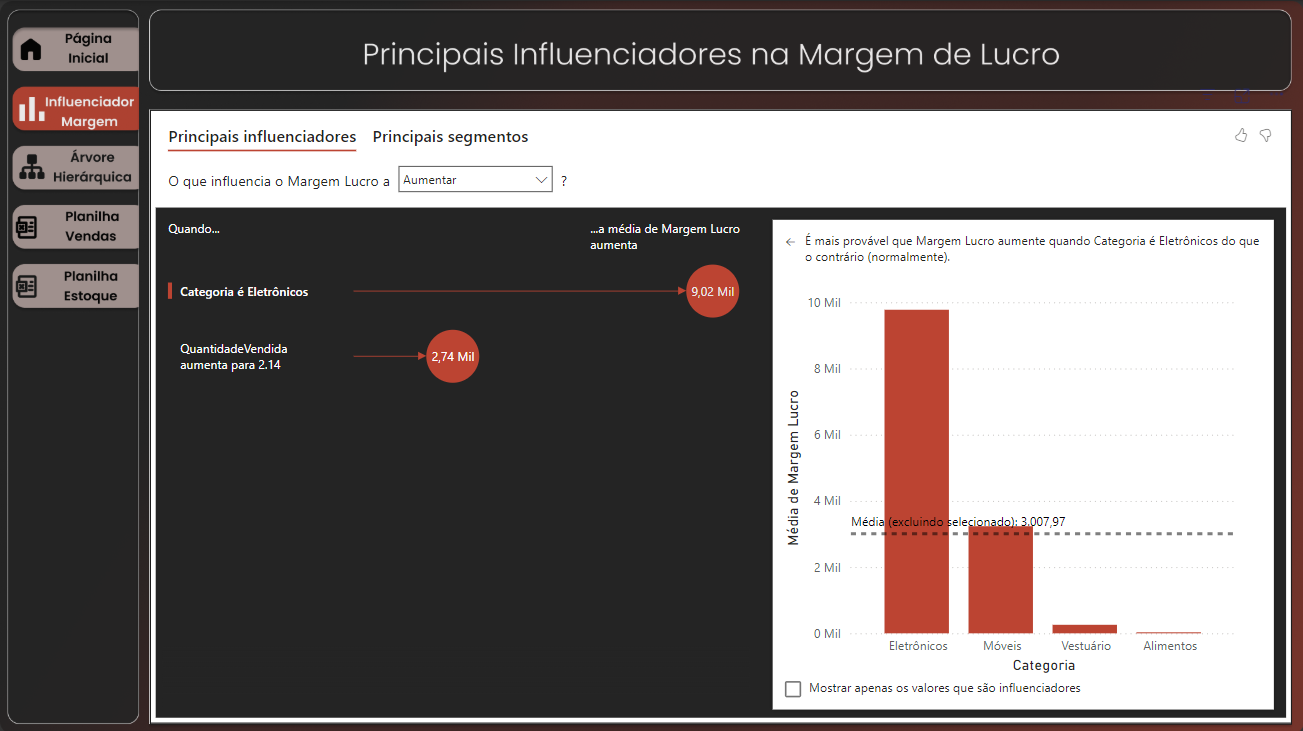 Página
Inicial
Influenciador
Margem
Árvore
Hierárquica
Planilha
Vendas
Planilha
Estoque
Principais Influenciadores na Margem de Lucro
Principais influenciadores Principais segmentos
O que influencia o Margem Lucro a Aumentar ?
Quando...
...a média de Margem Lucro
aumenta
Categoria é Eletrônicos
9,02 Mil
QuantidadeVendida
aumenta para 2.14
2,74 Mil
É mais provável que Margem Lucro aumente quando Categoria é Eletrônicos do que
o contrário (normalmente).
Média de Margem Lucro
10 Mil
8 Mil
6 Mil
4 Mil
Média (excluindo selecionado): 3.007,97
2 Mil
0 Mil
Eletrônicos Móveis Vestuário Alimentos
Categoria
Mostrar apenas os valores que são influenciadores